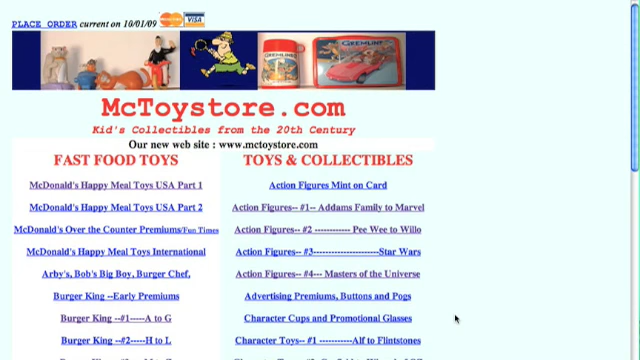 PLACE ORDER current on 10/01/09 MasterCard VISA
GREMLINS
McToystore.com
Kid's Collectibles from the 20th Century
Our new web site : www.mctoystore.com
FAST FOOD TOYS
McDonald's Happy Meal Toys USA Part 1
McDonald's Happy Meal Toys USA Part 2
McDonald's Over the Counter Premiums/Fun Times
McDonald's Happy Meal Toys International
Arby's, Bob's Big Boy, Burger Chef,
Burger King --Early Premiums
Burger King --#1-----A to G
Burger King --#2---H to L
TOYS & COLLECTIBLES
Action Figures Mint on Card
Action Figures-- #1-- Addams Family to Marvel
Action Figures-- #2 ------------ Pee Wee to Willo
Action Figures-- #3----------------------Star Wars
Action Figures-- #4--- Masters of the Universe
Advertising Premiums, Buttons and Pogs
Character Cups and Promotional Glasses
Character Toys-- #1 -----------Alf to Flintstones